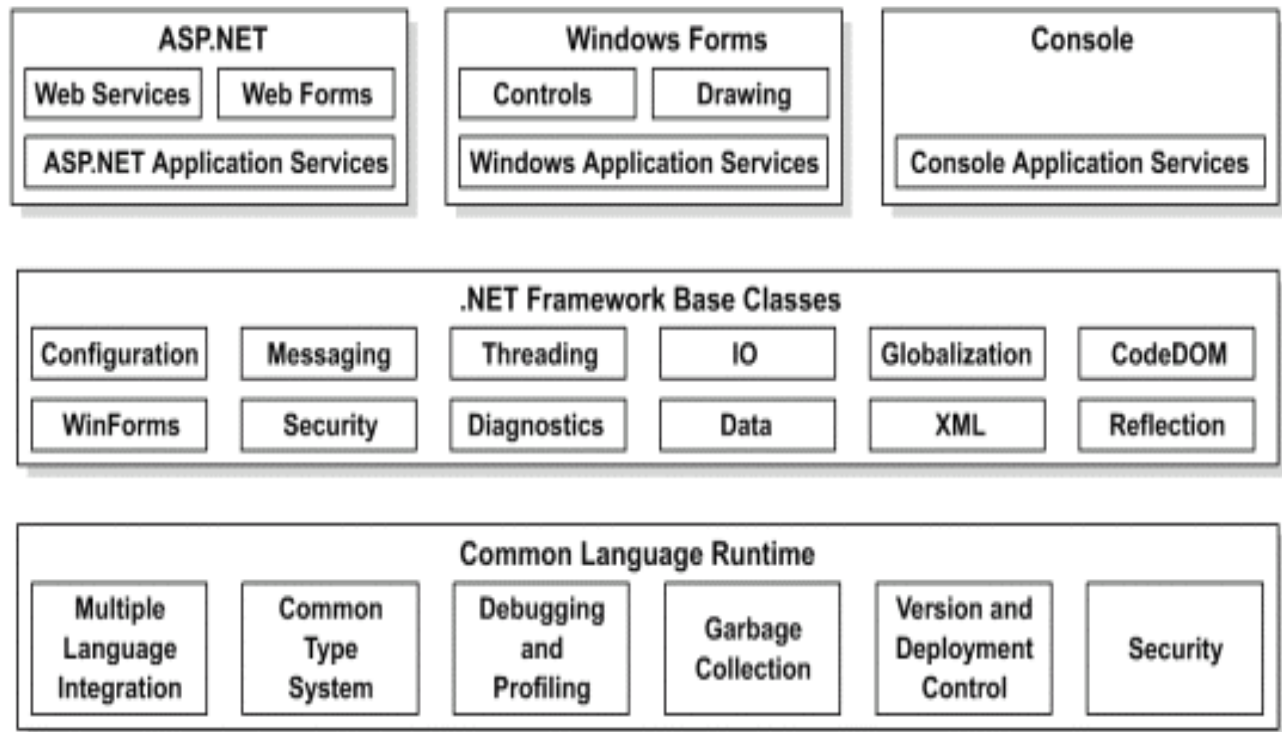 ASP.NET
Web Services
Web Forms
ASP.NET Application Services
Windows Forms
Controls
Drawing
Windows Application Services
Console
Console Application Services
.NET Framework Base Classes
Configuration
Messaging
Threading
IO
Globalization
CodeDOM
WinForms
Security
Diagnostics
Data
XML
Reflection
Common Language Runtime
Multiple
Language
Integration
Common
Type
System
Debugging
and
Profiling
Garbage
Collection
Version and
Deployment
Control
Security